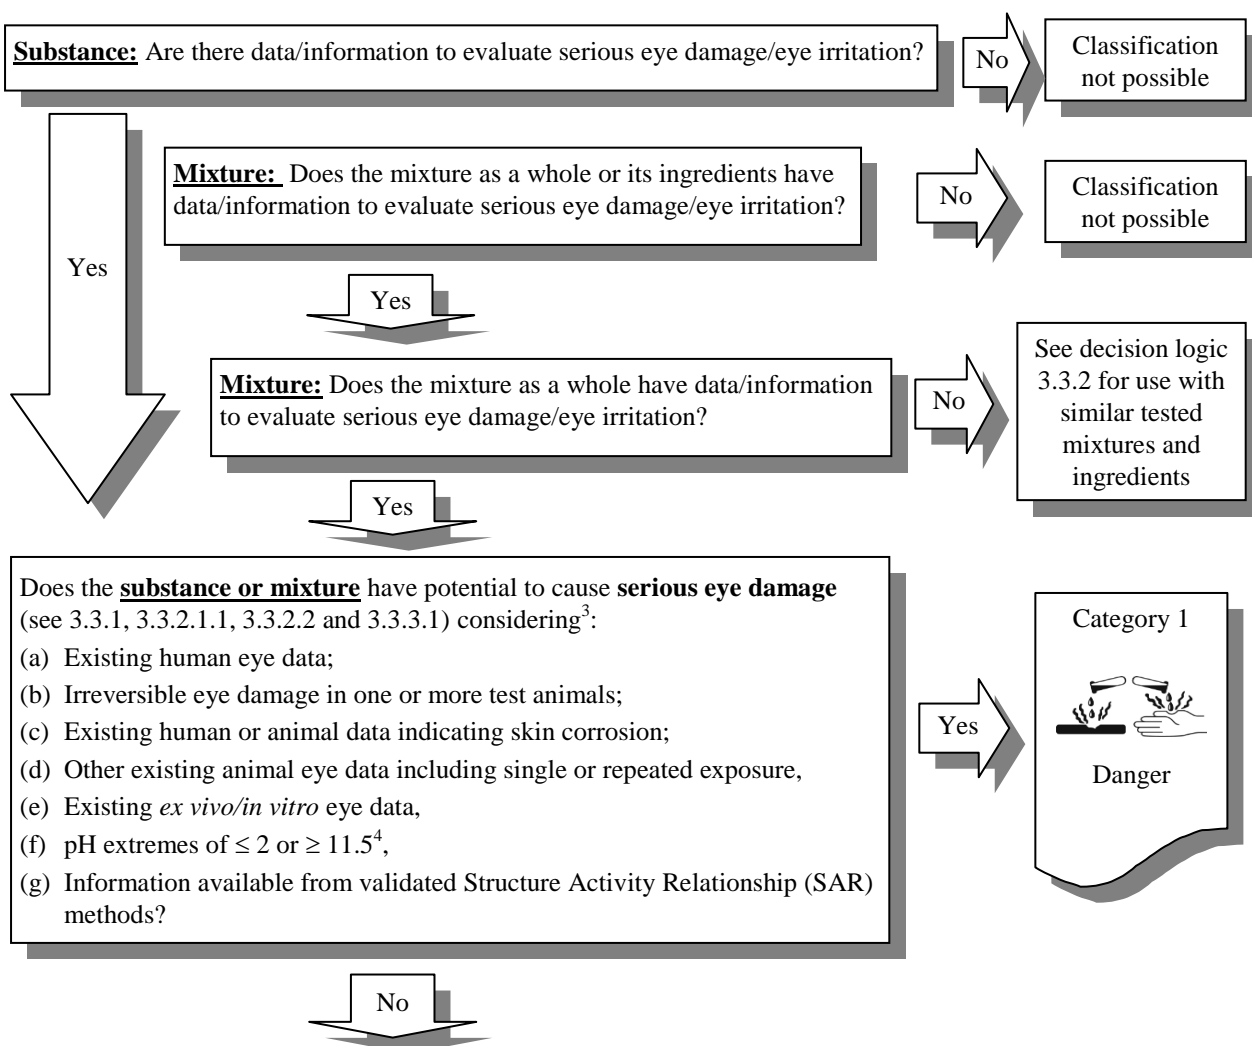 Substance: Are there data/information to evaluate serious eye damage/eye irritation?
No
Classification
not possible
Mixture: Does the mixture as a whole or its ingredients have
data/information to evaluate serious eye damage/eye irritation?
No
Classification
not possible
Yes
Yes
Mixture: Does the mixture as a whole have data/information
to evaluate serious eye damage/eye irritation?
No
See decision logic
3.3.2 for use with
similar tested
mixtures and
ingredients
Yes
Does the substance or mixture have potential to cause serious eye damage
(see 3.3.1, 3.3.2.1.1, 3.3.2.2 and 3.3.3.1) considering³:
(a) Existing human eye data;
(b) Irreversible eye damage in one or more test animals;
(c) Existing human or animal data indicating skin corrosion;
(d) Other existing animal eye data including single or repeated exposure,
(e) Existing ex vivo/in vitro eye data,
(f) pH extremes of ≤ 2 or ≥ 11.5⁴,
(g) Information available from validated Structure Activity Relationship (SAR)
methods?
Yes
Category 1
Danger
No